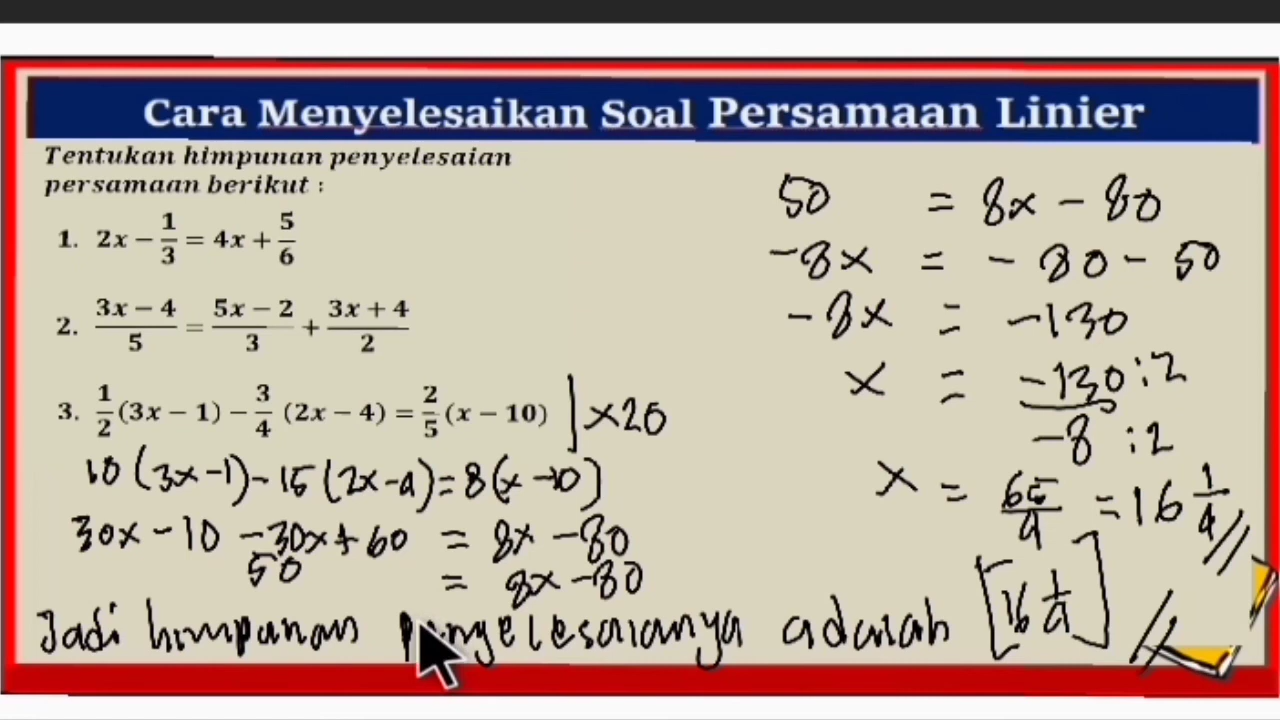 Cara Menyelesaikan Soal Persamaan Linier
Tentukan himpunan penyelesaian
persamaan berikut :
1. 2x − 1/3 = 4x + 5/6
2. (3x − 4)/5 = (5x − 2)/3 + (3x + 4)/2
3. 1/2 (3x − 1) − 3/4 (2x − 4) = 2/5 (x − 10) | ×20
10 (3x − 1) − 15 (2x − 4) = 8(x − 10)
30x − 10 − 30x + 60 = 8x − 80
50 = 8x − 80
50 = 8x − 80
−8x = − 80 − 50
−8x = −130
x = −130 : 2 / −8 : 2
x = 65/4 = 16 1/4 //
Jadi himpunan penyelesaianya adalah [16 1/4] //